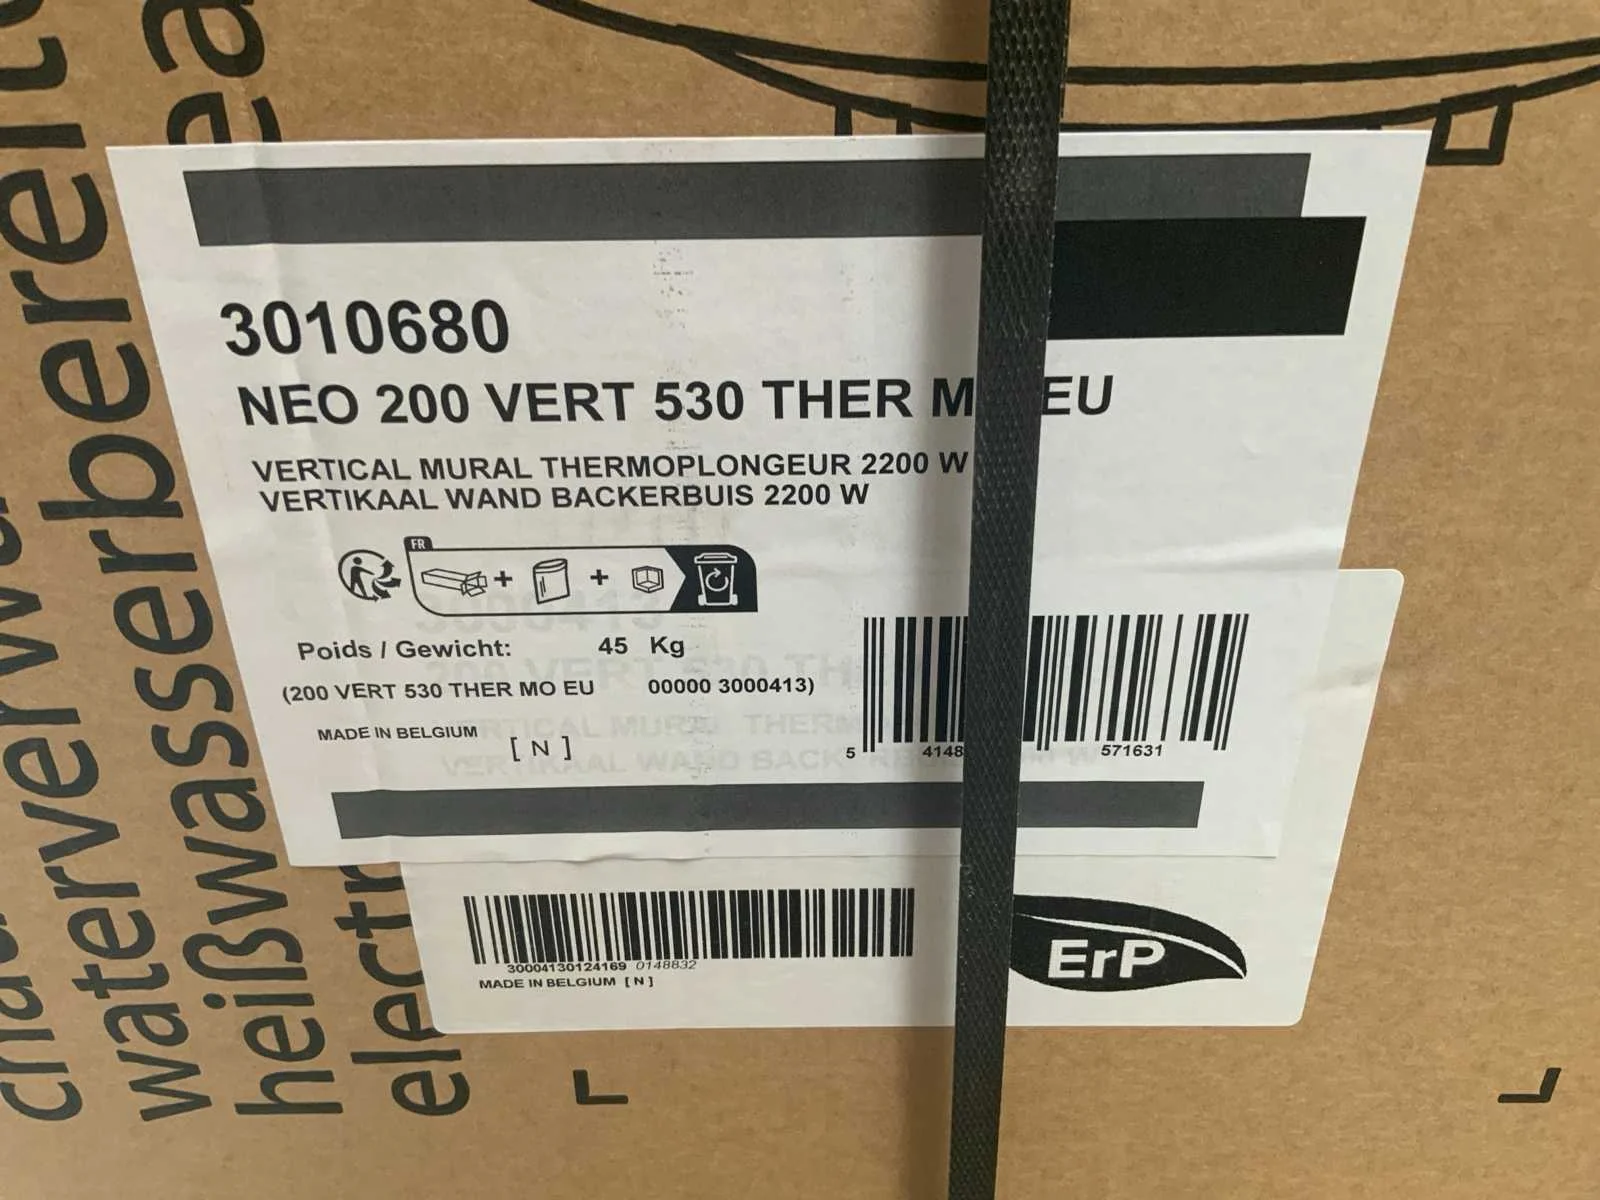 3010680
NEO 200 VERT 530 THER M EU
VERTICAL MURAL THERMOPLONGEUR 2200 W
VERTIKAAL WAND BACKERBUIS 2200 W
FR
Poids / Gewicht: 45 Kg
(200 VERT 530 THER MO EU 00000 3000413)
MADE IN BELGIUM [ N ]
5 4148 571631
30004130124169 0148832
MADE IN BELGIUM [ N ]
ErP
heißwasserbere
electr